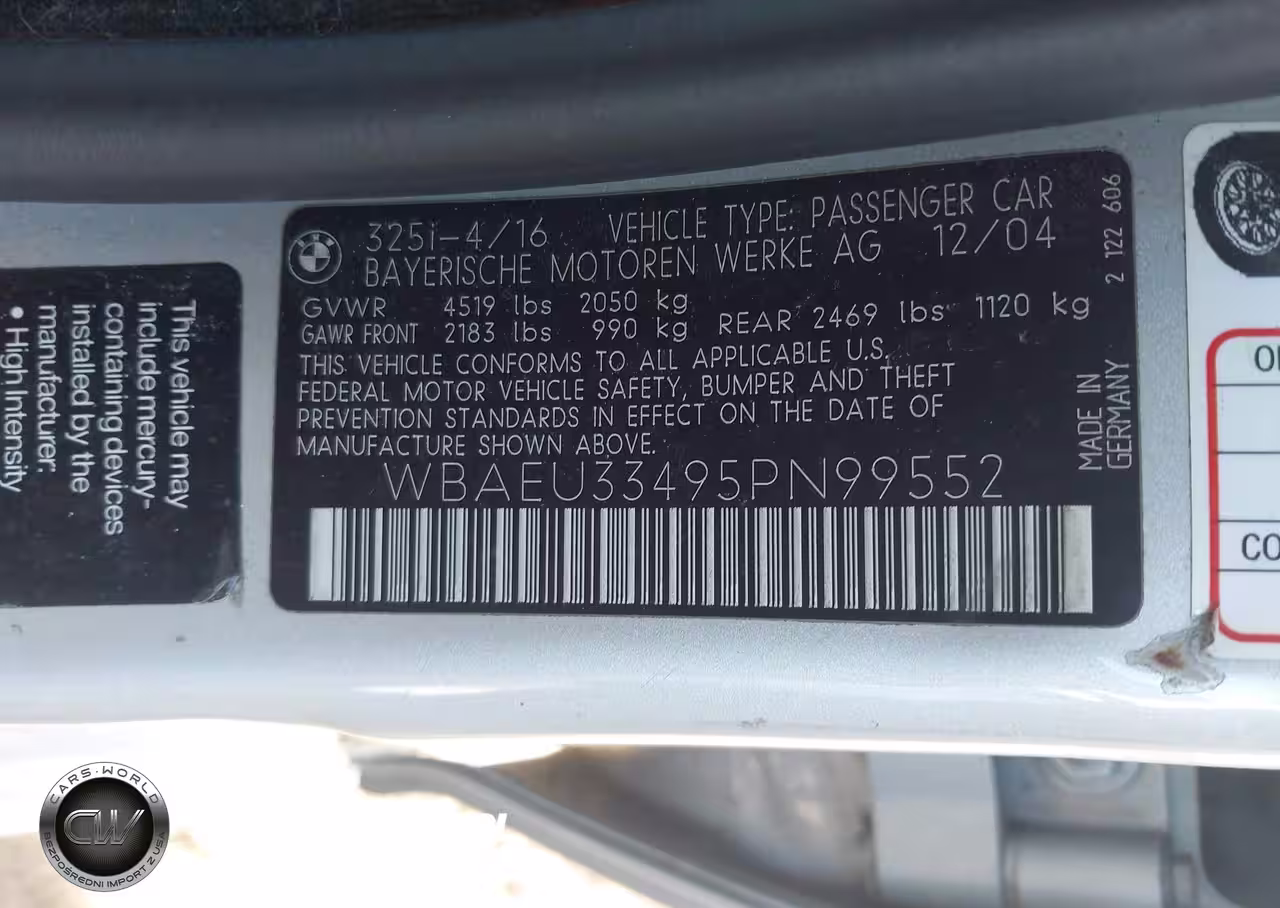 This vehicle may
include mercury-
containing devices
installed by the
manufacturer.
• High Intensity
325i-4/16 VEHICLE TYPE: PASSENGER CAR
BAYERISCHE MOTOREN WERKE AG 12/04
GVWR 4519 lbs 2050 kg
GAWR FRONT 2183 lbs 990 kg REAR 2469 lbs 1120 kg
THIS VEHICLE CONFORMS TO ALL APPLICABLE U.S.
FEDERAL MOTOR VEHICLE SAFETY, BUMPER AND THEFT
PREVENTION STANDARDS IN EFFECT ON THE DATE OF
MANUFACTURE SHOWN ABOVE.
WBAEU33495PN99552
2 122 606
MADE IN
GERMANY
CO
CARS-WORLD
CW
BEZPOŚREDNI IMPORT Z USA